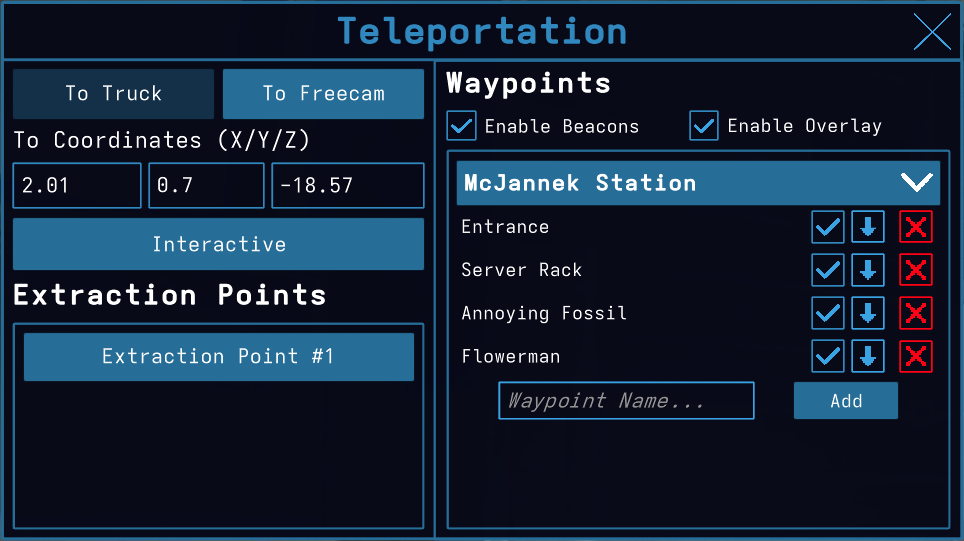 Teleportation
To Truck
To Freecam
To Coordinates (X/Y/Z)
2.01
0.7
-18.57
Interactive
Extraction Points
Extraction Point #1
Waypoints
Enable Beacons
Enable Overlay
McJannek Station
Entrance
Server Rack
Annoying Fossil
Flowerman
Waypoint Name...
Add